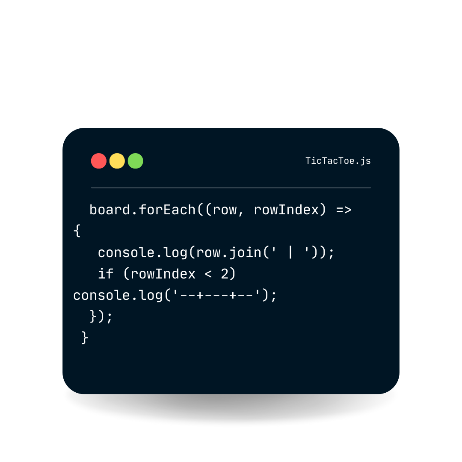 TicTacToe.js
board.forEach((row, rowIndex) =>
{
console.log(row.join(' | '));
if (rowIndex < 2)
console.log('--+---+--');
});
}